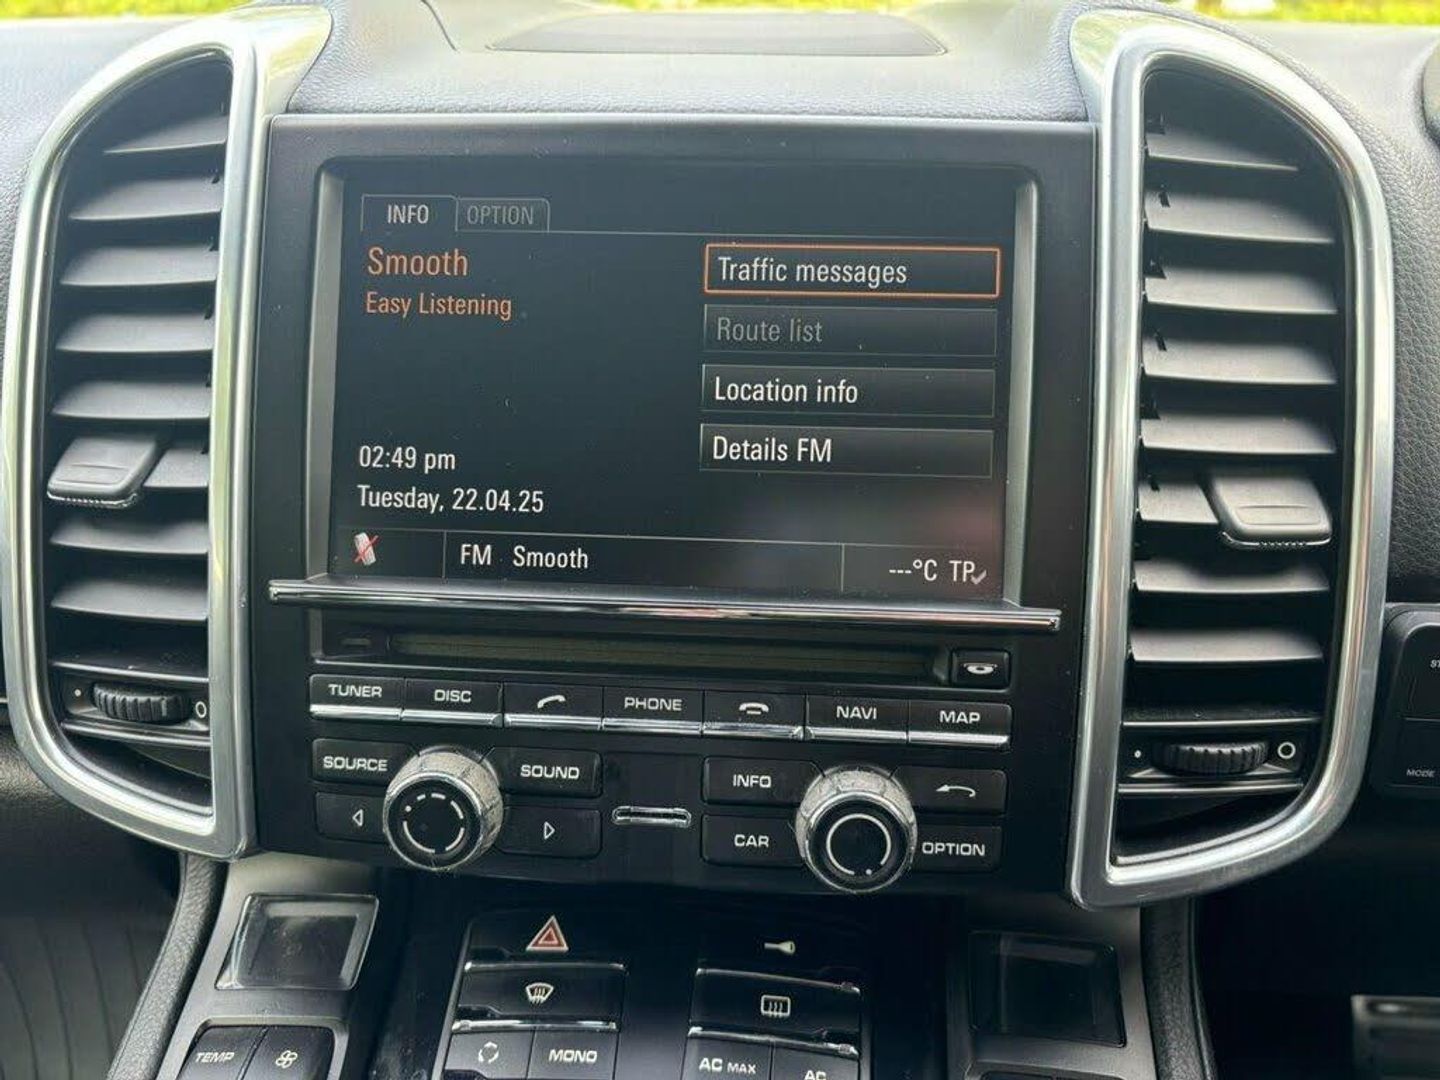 INFO OPTION
Smooth
Easy Listening
Traffic messages
Route list
Location info
Details FM
02:49 pm
Tuesday, 22.04.25
FM Smooth
---°C TP
TUNER DISC PHONE NAVI MAP
SOURCE SOUND INFO
CAR OPTION
MODE
TEMP MONO AC MAX AC